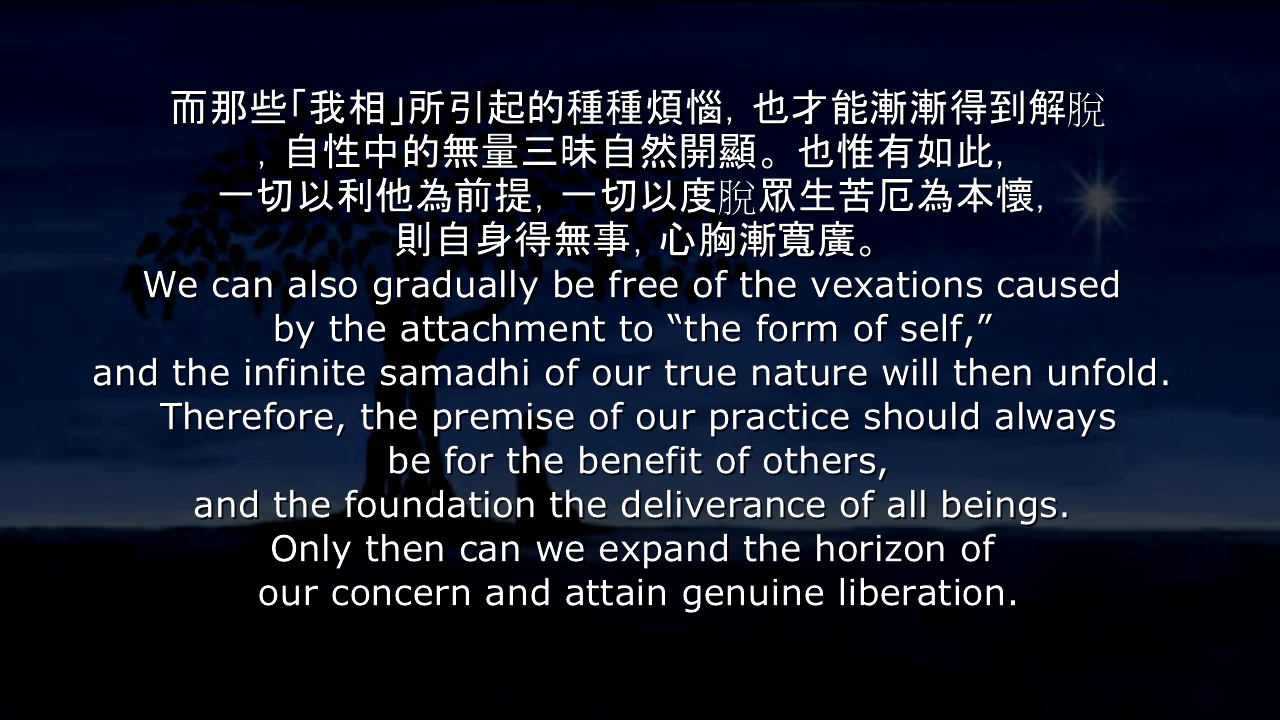 而那些「我相」所引起的種種煩惱，也才能漸漸得到解脫
，自性中的無量三昧自然開顯。也惟有如此，
一切以利他為前提，一切以度脫眾生苦厄為本懷，
則自身得無事，心胸漸寬廣。
We can also gradually be free of the vexations caused
by the attachment to “the form of self,”
and the infinite samadhi of our true nature will then unfold.
Therefore, the premise of our practice should always
be for the benefit of others,
and the foundation the deliverance of all beings.
Only then can we expand the horizon of
our concern and attain genuine liberation.